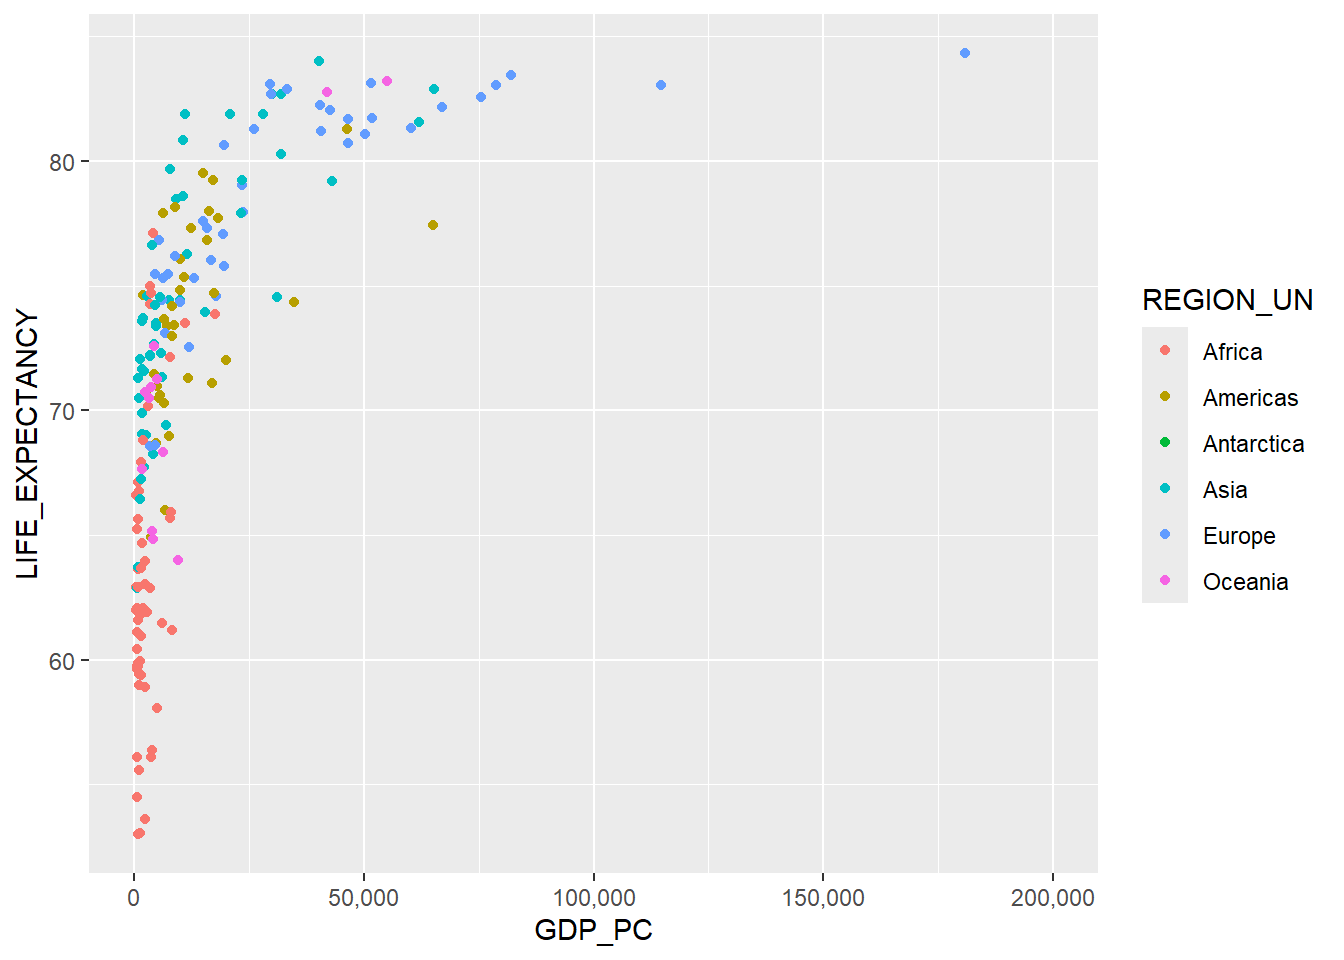 LIFE_EXPECTANCY
80
70
60
0
50,000
100,000
150,000
200,000
GDP_PC
REGION_UN
Africa
Americas
Antarctica
Asia
Europe
Oceania